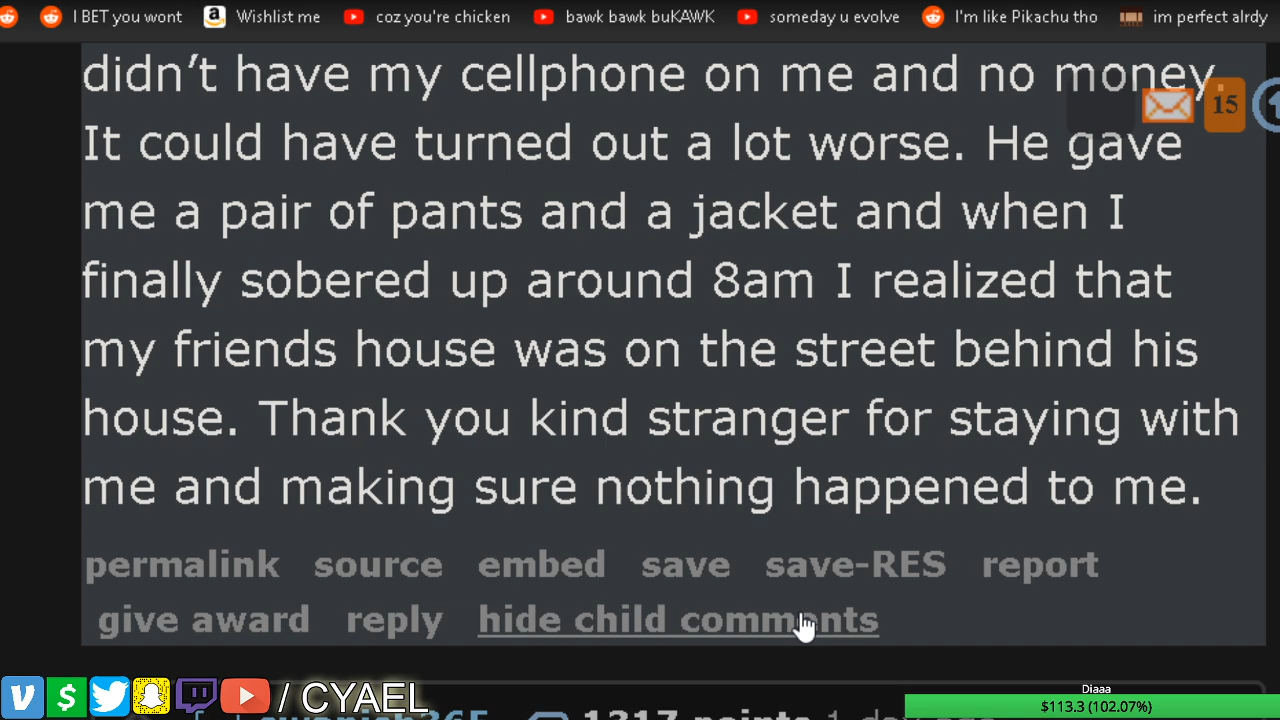 I BET you wont Wishlist me coz you're chicken bawk bawk buKAWK someday u evolve I'm like Pikachu tho im perfect alrdy
didn’t have my cellphone on me and no money.
15
It could have turned out a lot worse. He gave
me a pair of pants and a jacket and when I
finally sobered up around 8am I realized that
my friends house was on the street behind his
house. Thank you kind stranger for staying with
me and making sure nothing happened to me.
permalink source embed save save-RES report
give award reply hide child comments
/ CYAEL
Diaaa
$113.3 (102.07%)
1317 points 1 day ago